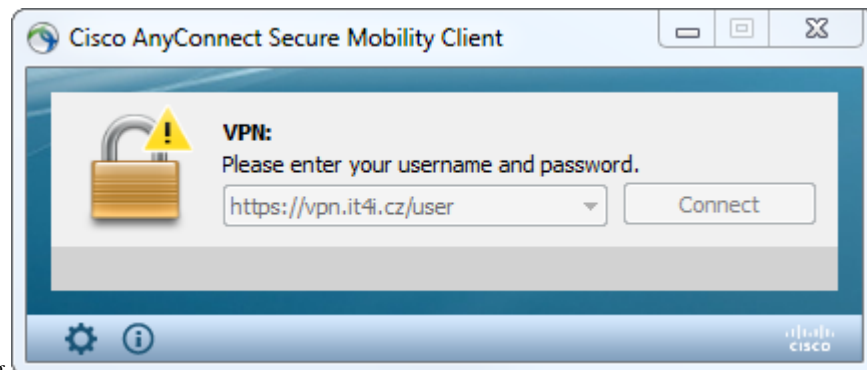 Cisco AnyConnect Secure Mobility Client
VPN:
Please enter your username and password.
https://vpn.it4i.cz/user
Connect
CISCO